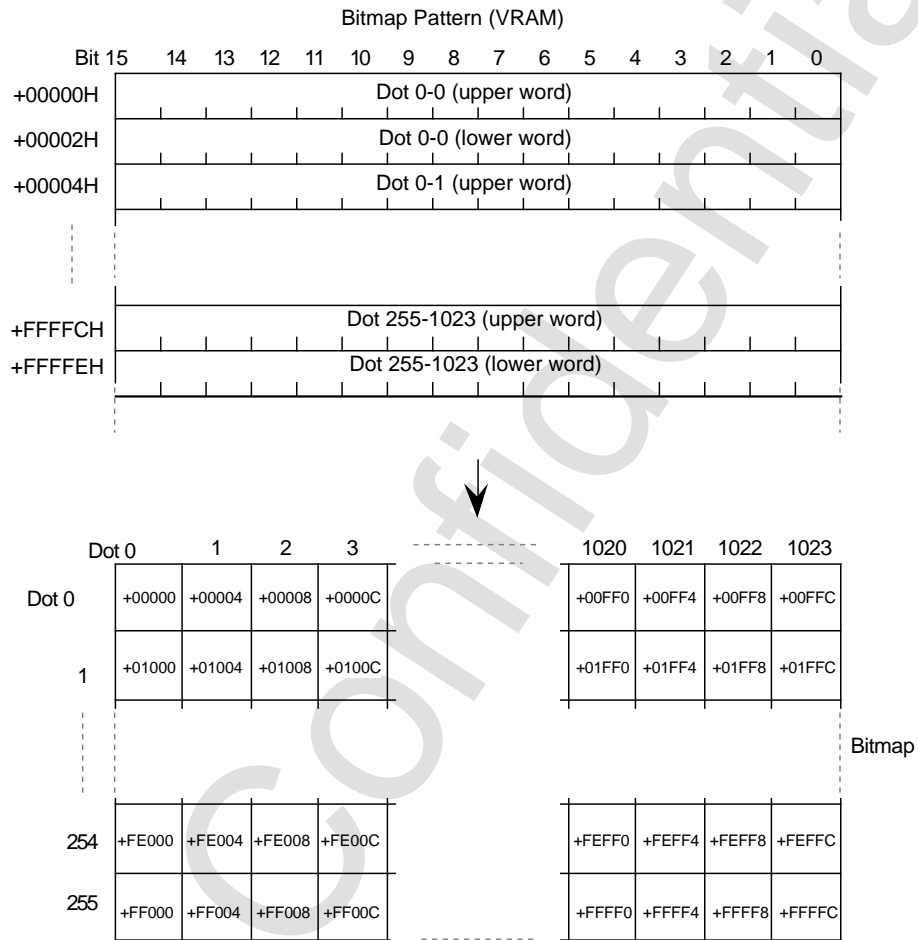 Bitmap Pattern (VRAM)
Bit 15 14 13 12 11 10 9 8 7 6 5 4 3 2 1 0
+00000H Dot 0-0 (upper word)
+00002H Dot 0-0 (lower word)
+00004H Dot 0-1 (upper word)
+FFFFCH Dot 255-1023 (upper word)
+FFFFEH Dot 255-1023 (lower word)
Dot 0 1 2 3 1020 1021 1022 1023
Dot 0 +00000 +00004 +00008 +0000C +00FF0 +00FF4 +00FF8 +00FFC
1 +01000 +01004 +01008 +0100C +01FF0 +01FF4 +01FF8 +01FFC
Bitmap
254 +FE000 +FE004 +FE008 +FE00C +FEFF0 +FEFF4 +FEFF8 +FEFFC
255 +FF000 +FF004 +FF008 +FF00C +FFFF0 +FFFF4 +FFFF8 +FFFFC
Confidentia